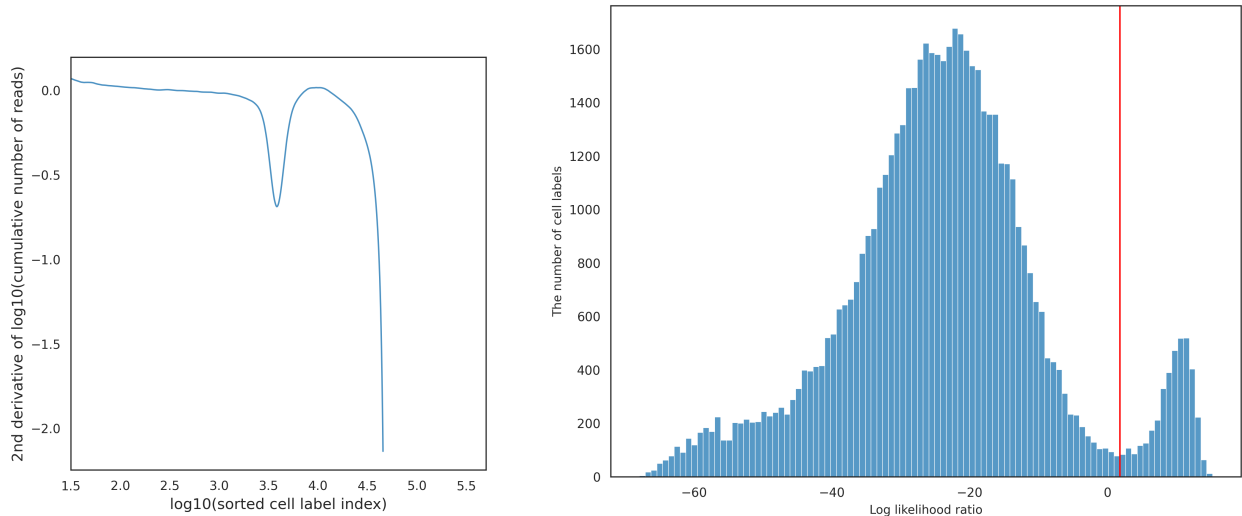 2nd derivative of log10(cumulative number of reads)
0.0
−0.5
−1.0
−1.5
−2.0
1.5 2.0 2.5 3.0 3.5 4.0 4.5 5.0 5.5
log10(sorted cell label index)
The number of cell labels
1600
1400
1200
1000
800
600
400
200
0
−60 −40 −20 0
Log likelihood ratio